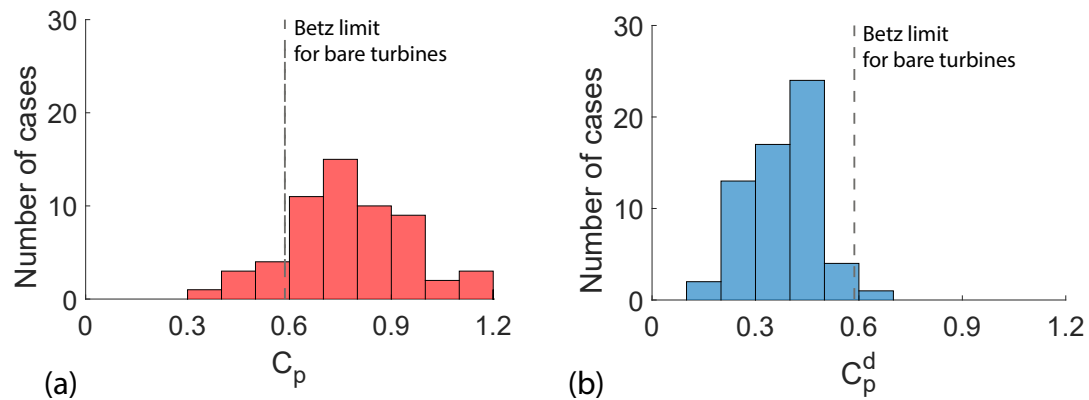 Number of cases
30
20
10
0
0
0.3
0.6
0.9
1.2
C_p
(a)
Betz limit
for bare turbines
Number of cases
30
20
10
0
0
0.3
0.6
0.9
1.2
C_p^d
(b)
Betz limit
for bare turbines